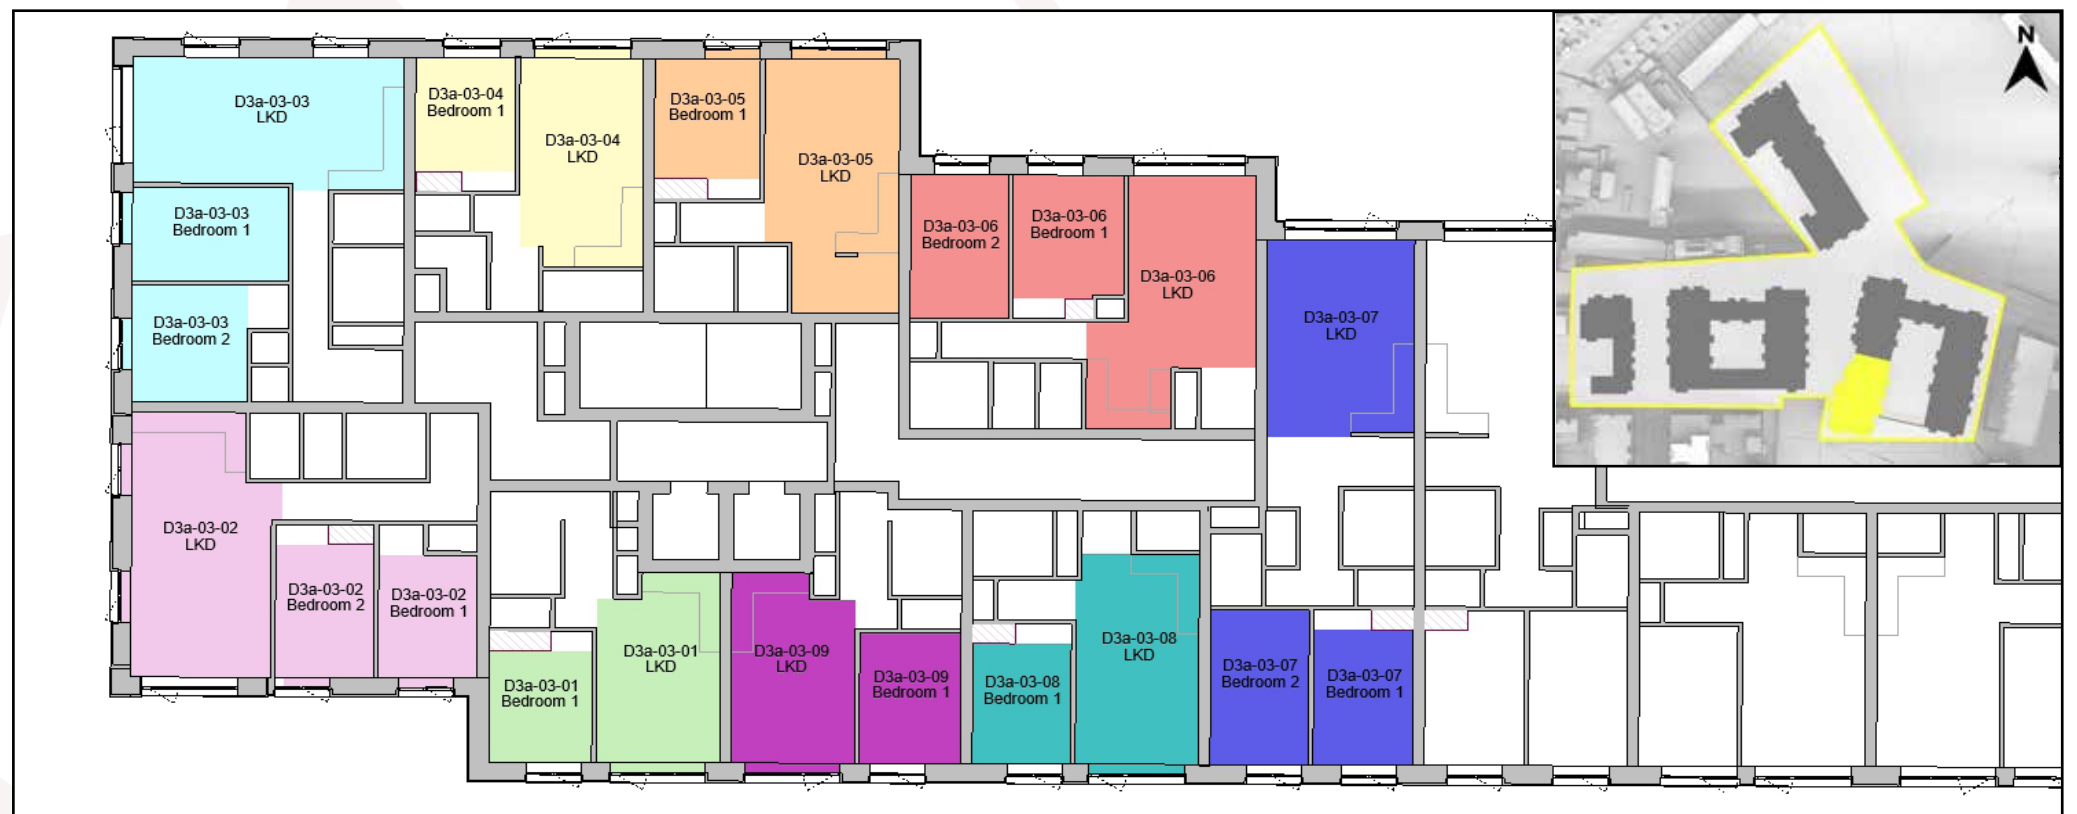 N
D3a-03-03
LKD
D3a-03-04
Bedroom 1
D3a-03-05
Bedroom 1
D3a-03-04
LKD
D3a-03-05
LKD
D3a-03-03
Bedroom 1
D3a-03-06
Bedroom 2
D3a-03-06
Bedroom 1
D3a-03-06
LKD
D3a-03-03
Bedroom 2
D3a-03-07
LKD
D3a-03-02
LKD
D3a-03-02
Bedroom 2
D3a-03-02
Bedroom 1
D3a-03-01
Bedroom 1
D3a-03-01
LKD
D3a-03-09
LKD
D3a-03-09
Bedroom 1
D3a-03-08
Bedroom 1
D3a-03-08
LKD
D3a-03-07
Bedroom 2
D3a-03-07
Bedroom 1